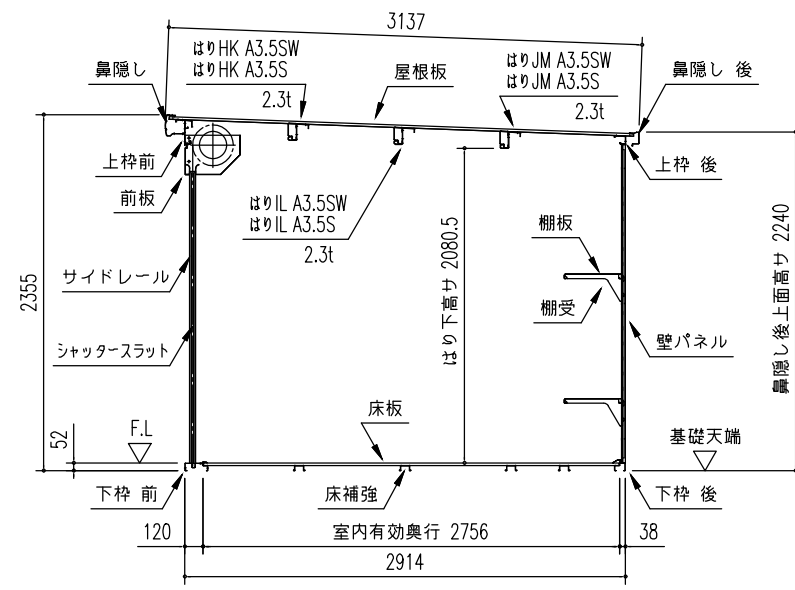 3137
はりHK A3.5SW
はりHK A3.5S
2.3t
屋根板
はりJM A3.5SW
はりJM A3.5S
2.3t
鼻隠し
鼻隠し 後
上枠前
前板
上枠 後
はりIL A3.5SW
はりIL A3.5S
2.3t
はり下高サ 2080.5
棚板
棚受
鼻隠し後上面高サ 2240
2355
サイドレール
シャッタースラット
壁パネル
52
F.L
床板
基礎天端
下枠 前
床補強
下枠 後
120
室内有効奥行 2756
38
2914